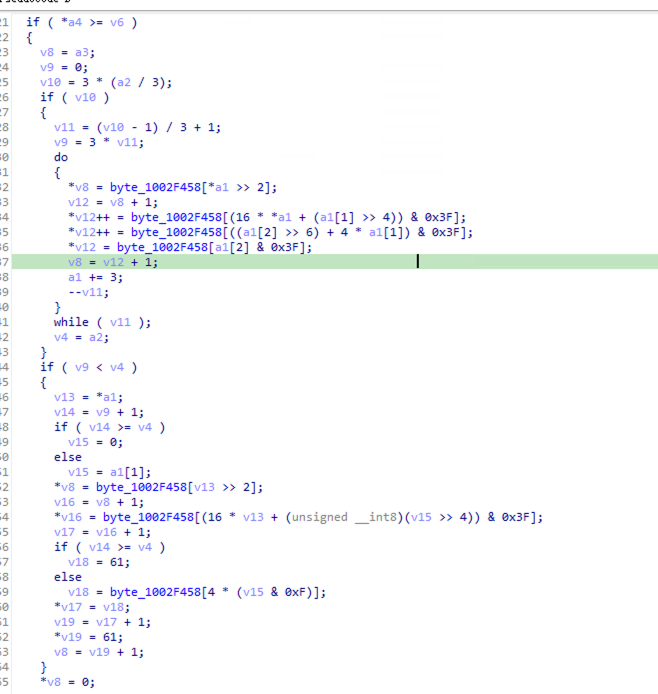 21 if ( *a4 >= v6 )
22 {
23 v8 = a3;
24 v9 = 0;
25 v10 = 3 * (a2 / 3);
26 if ( v10 )
27 {
28 v11 = (v10 - 1) / 3 + 1;
29 v9 = 3 * v11;
30 do
31 {
32 *v8 = byte_1002F458[*a1 >> 2];
33 v12 = v8 + 1;
34 *v12++ = byte_1002F458[(16 * *a1 + (a1[1] >> 4)) & 0x3F];
35 *v12++ = byte_1002F458[((a1[2] >> 6) + 4 * a1[1]) & 0x3F];
36 *v12 = byte_1002F458[a1[2] & 0x3F];
37 v8 = v12 + 1;
38 a1 += 3;
39 --v11;
40 }
41 while ( v11 );
42 v4 = a2;
43 }
44 if ( v9 < v4 )
45 {
46 v13 = *a1;
47 v14 = v9 + 1;
48 if ( v14 >= v4 )
49 v15 = 0;
50 else
51 v15 = a1[1];
52 *v8 = byte_1002F458[v13 >> 2];
53 v16 = v8 + 1;
54 *v16 = byte_1002F458[(16 * v13 + (unsigned __int8)(v15 >> 4)) & 0x3F];
55 v17 = v16 + 1;
56 if ( v14 >= v4 )
57 v18 = 61;
58 else
59 v18 = byte_1002F458[4 * (v15 & 0xF)];
60 *v17 = v18;
61 v19 = v17 + 1;
62 *v19 = 61;
63 v8 = v19 + 1;
64 }
65 *v8 = 0;